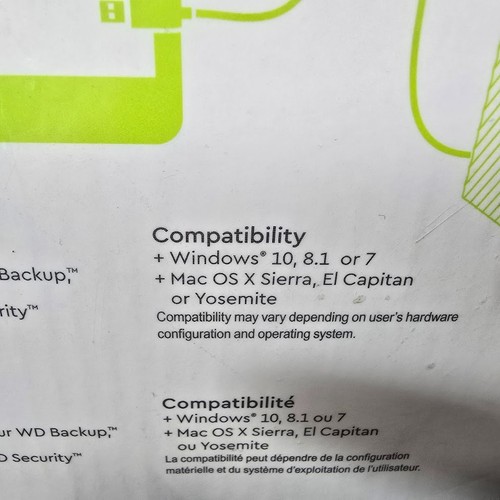 Compatibility
+ Windows® 10, 8.1 or 7
+ Mac OS X Sierra, El Capitan
or Yosemite
Compatibility may vary depending on user's hardware
configuration and operating system.
Backup,™
rity™
Compatibilité
+ Windows® 10, 8.1 ou 7
+ Mac OS X Sierra, El Capitan
ou Yosemite
La compatibilité peut dépendre de la configuration
matérielle et du système d'exploitation de l'utilisateur.
ur WD Backup,™
D Security™